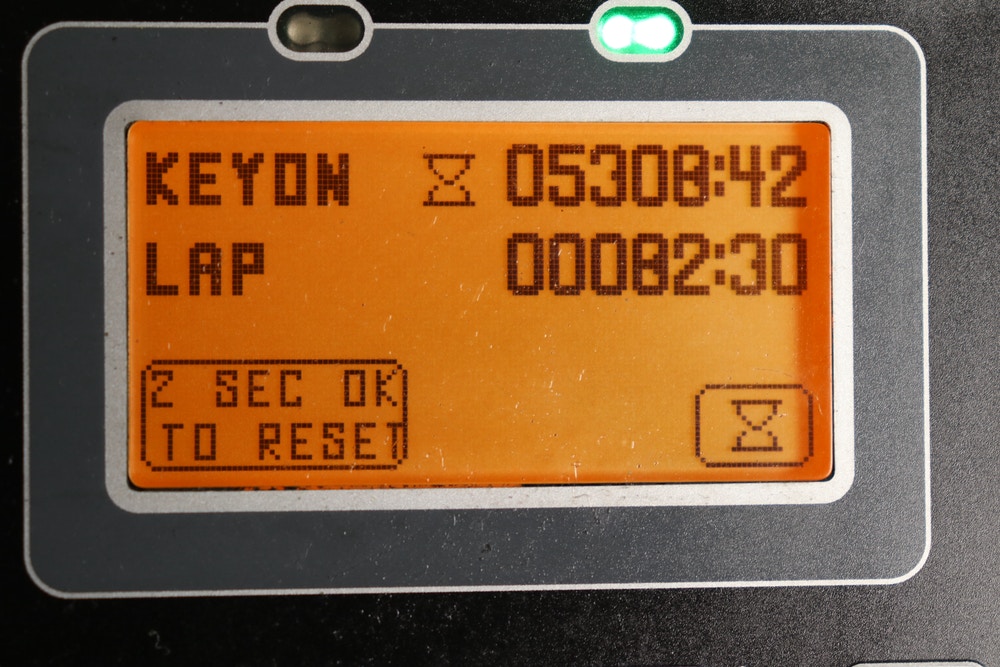 KEYON 05308:42
LAP 00082:30
2 SEC OK
TO RESET